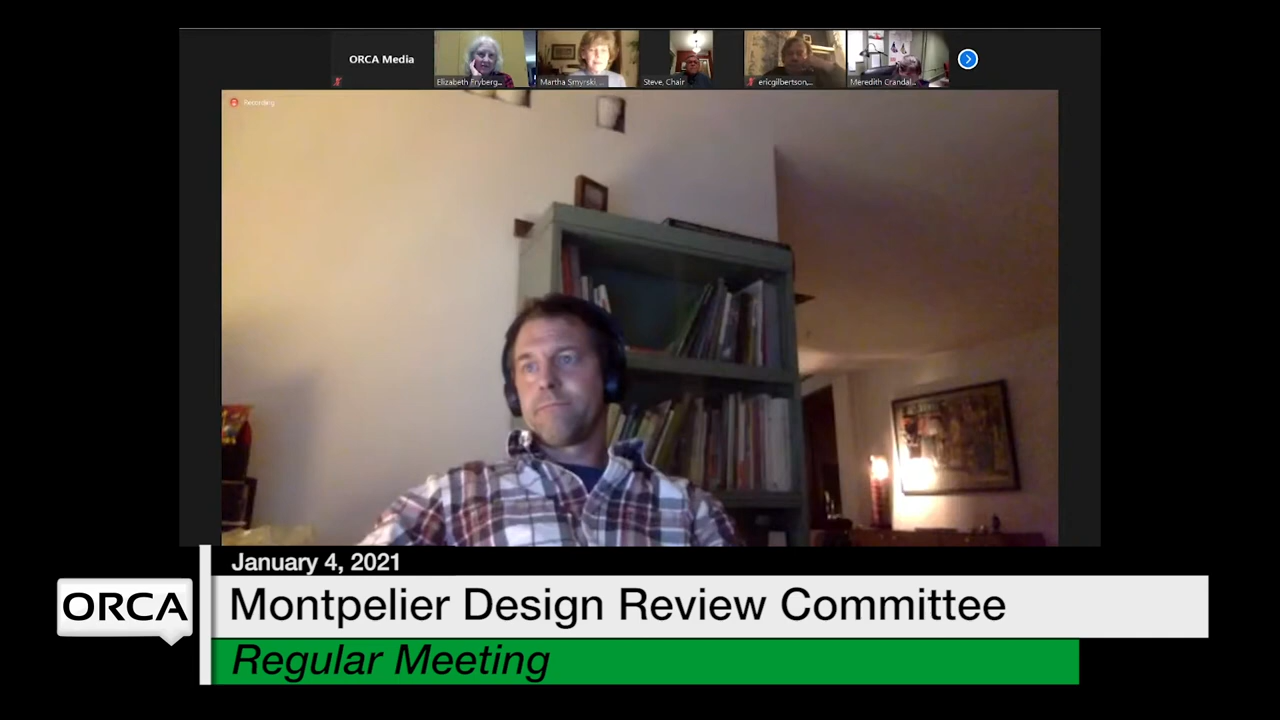 ORCA Media
Elizabeth Fryberg...
Martha Smyrski...
Steve, Chair
ericgilbertson,...
Meredith Crandal...
Recording
January 4, 2021
ORCA
Montpelier Design Review Committee
Regular Meeting